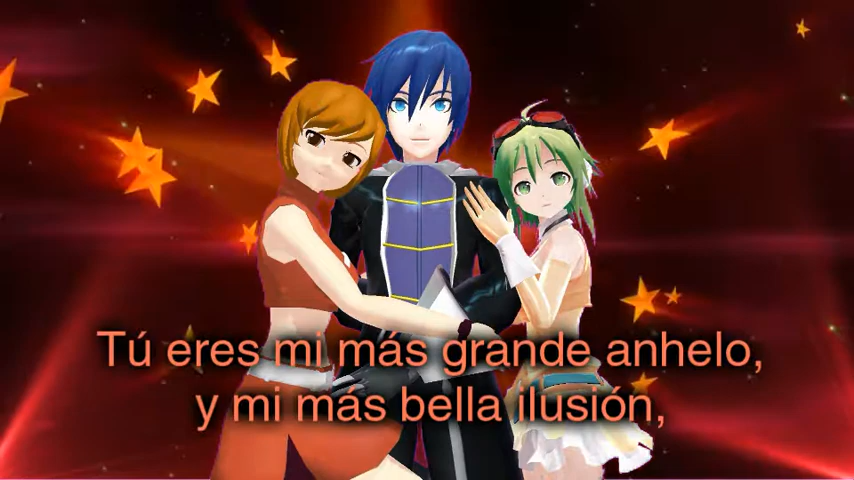 Tú eres mi más grande anhelo,
y mi más bella ilusión,